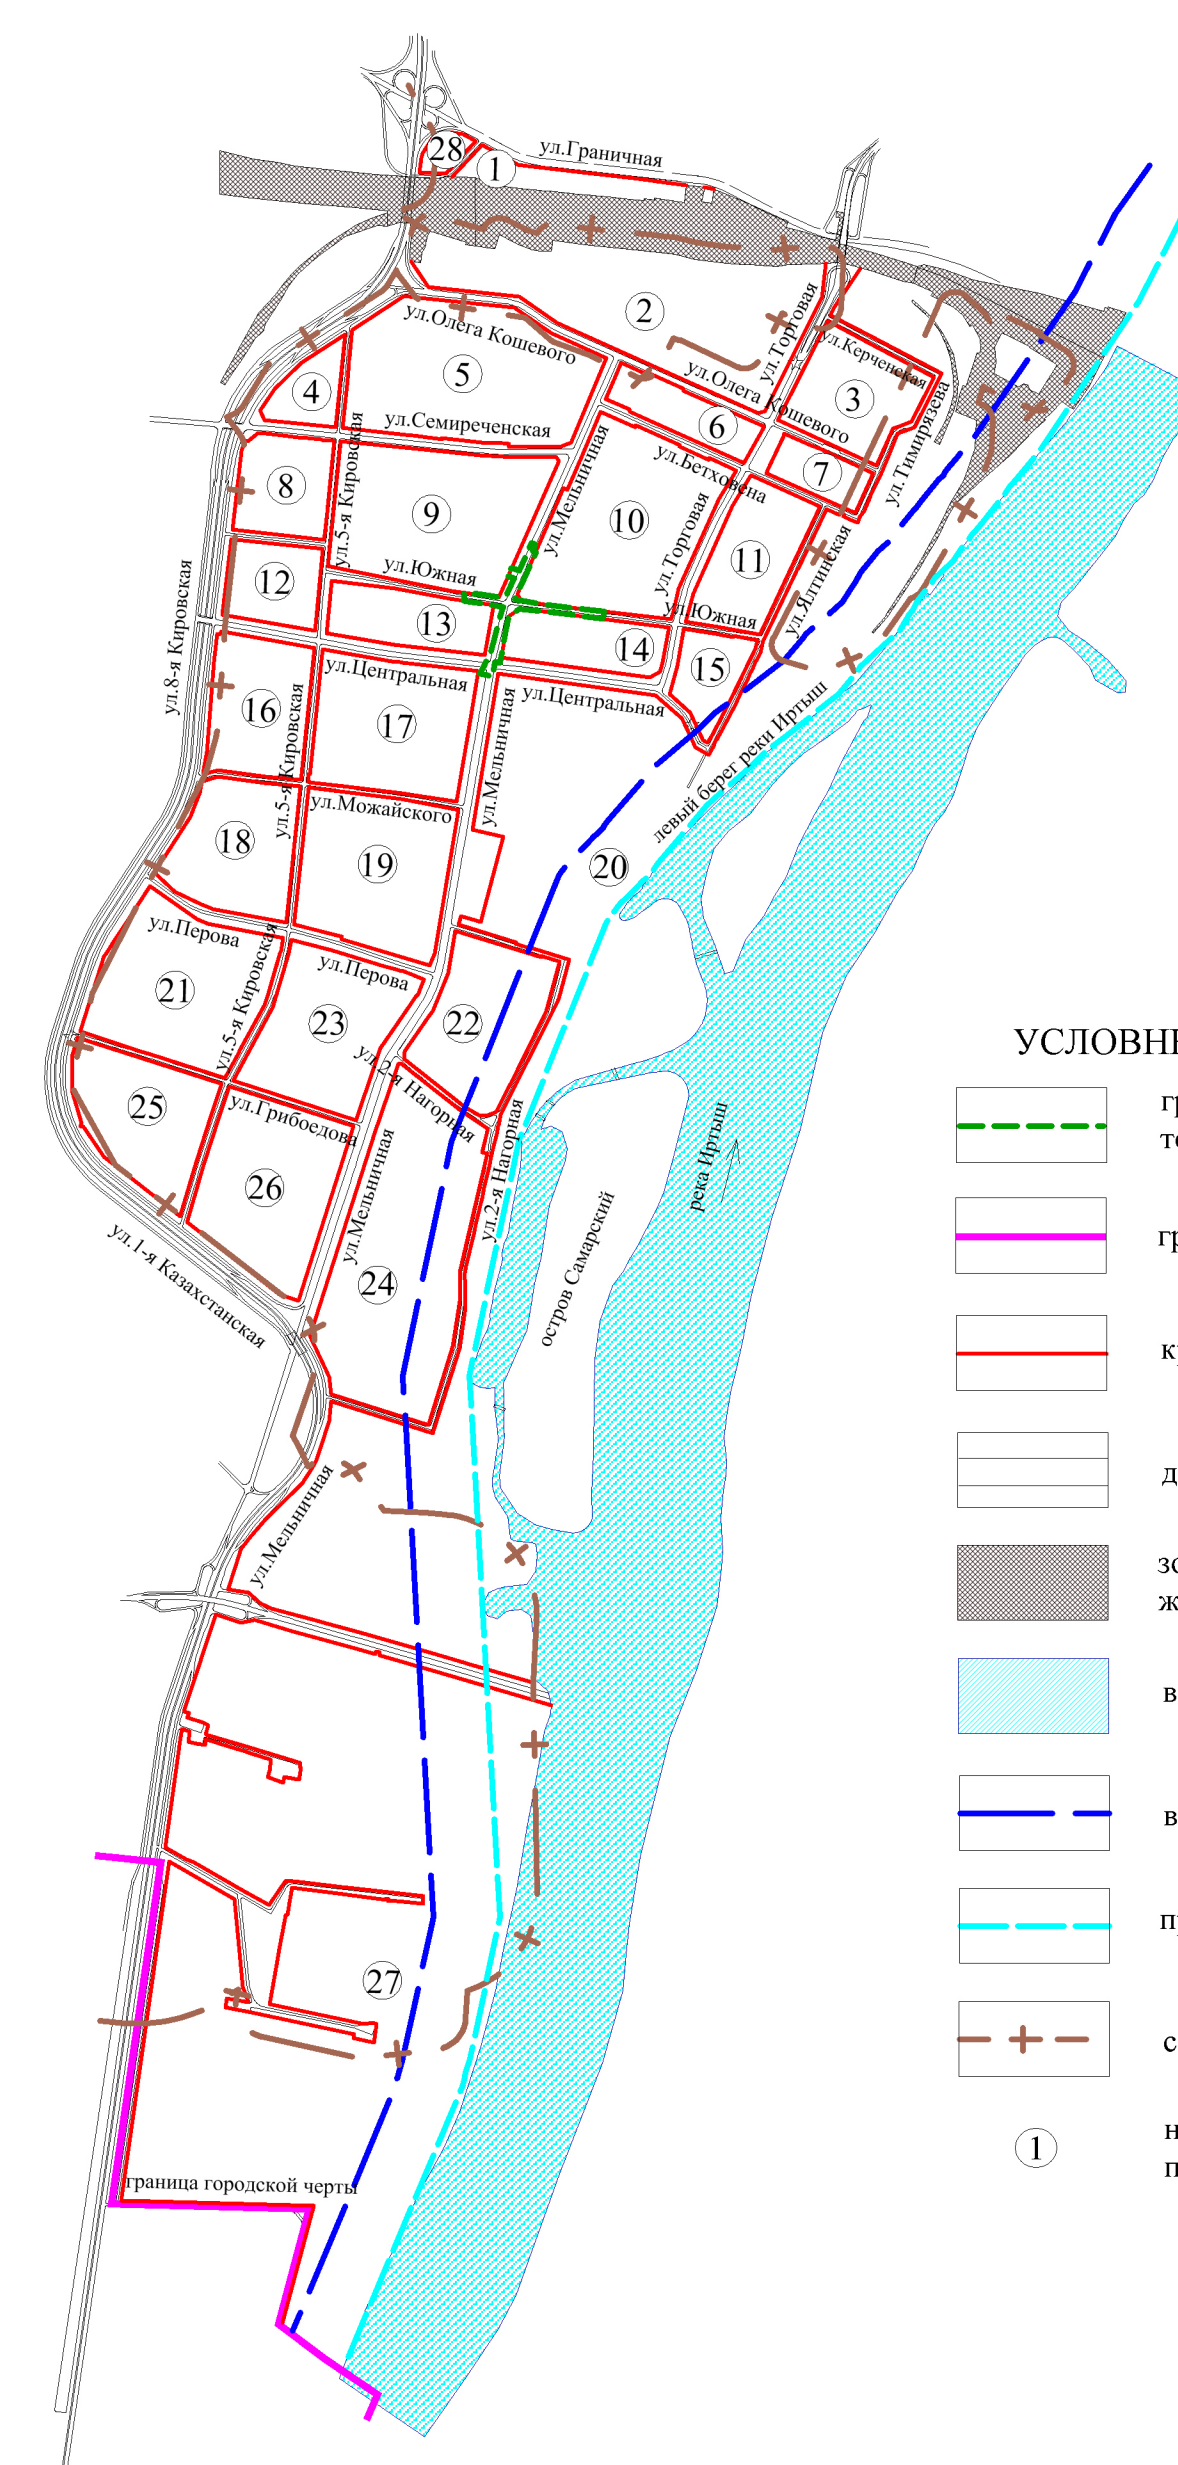 28
1
ул.Граничная
2
ул.Торговая
ул.Олега Кошевого
ул.Керченская
5
4
ул.Олега Кошевого
3
ул.Тимирязева
6
ул.Семиреченская
7
ул.Бетховена
8
ул.5-я Кировская
9
ул.Мельничная
10
ул.Торговая
11
ул.Ялтинская
ул.Южная
12
13
ул.Южная
14
15
ул.8-я Кировская
ул.Центральная
ул.Центральная
16
ул.5-я Кировская
17
ул.Мельничная
левый берег реки Иртыш
ул.Можайского
18
19
20
ул.Перова
ул.5-я Кировская
ул.Перова
21
23
22
ул.2-я Нагорная
25
ул.Грибоедова
26
ул.Мельничная
ул.2-я Нагорная
река Иртыш
остров Самарский
ул.1-я Казахстанская
24
ул.Мельничная
27
граница городской черты
УСЛОВН
гр
те
гр
кр
д
зо
ж
в
в
п
с
1
н
п